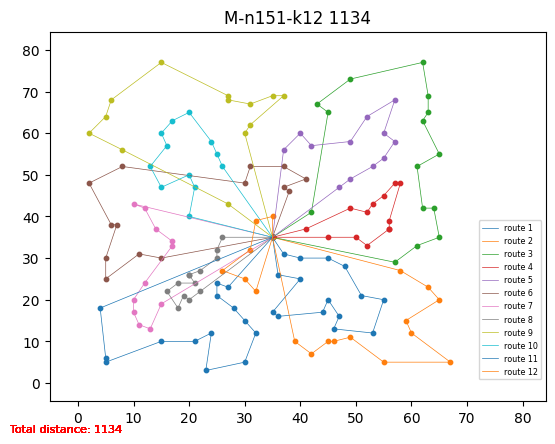 M-n151-k12 1134
80
70
60
50
40
30
20
10
0
0 10 20 30 40 50 60 70 80
route 1
route 2
route 3
route 4
route 5
route 6
route 7
route 8
route 9
route 10
route 11
route 12
Total distance: 1134